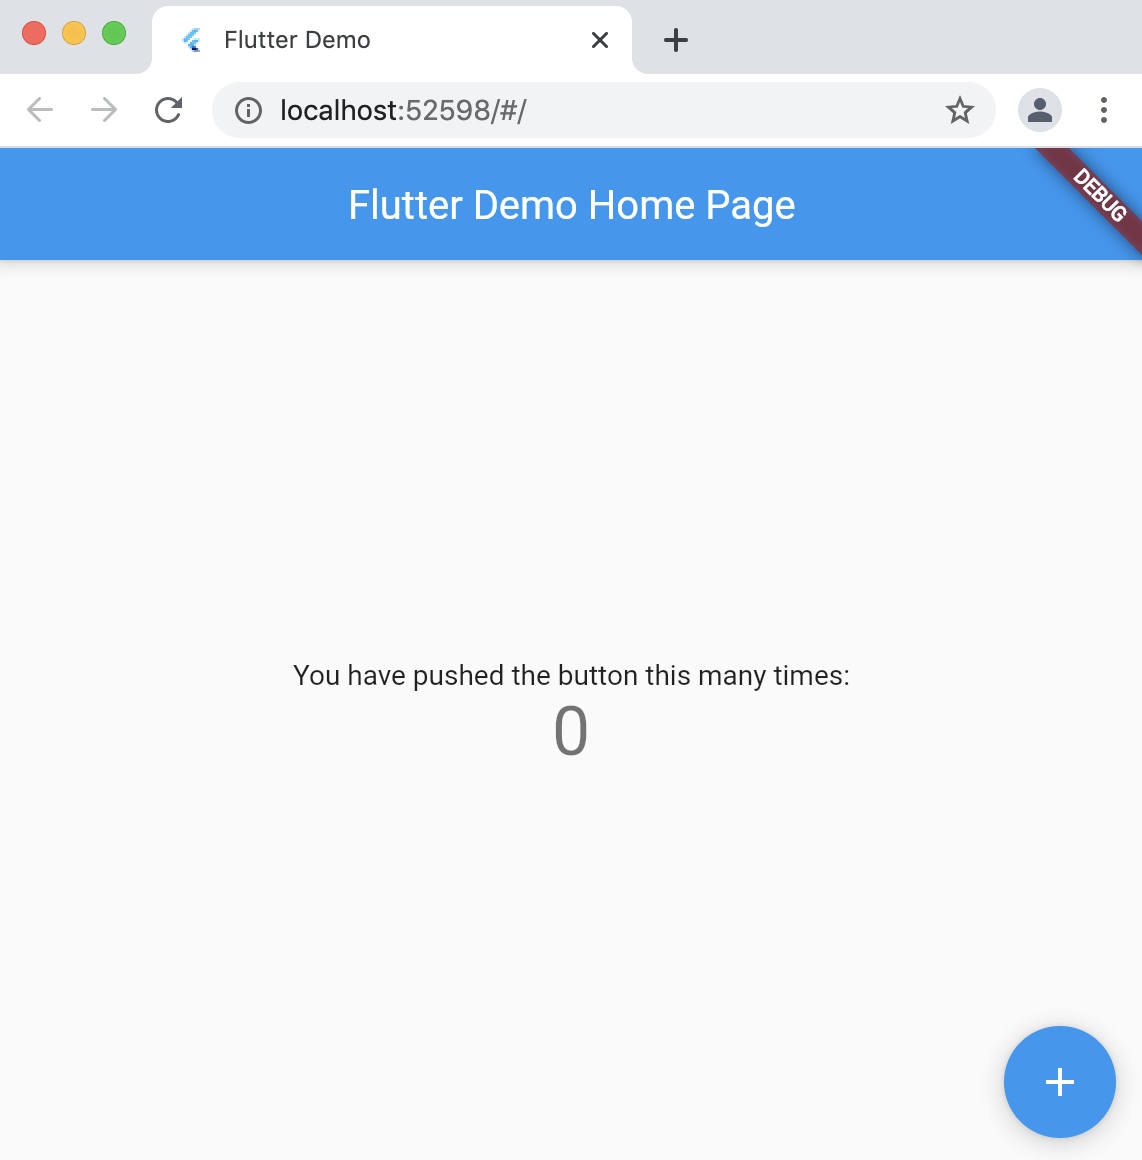 Flutter Demo
localhost:52598/#/
Flutter Demo Home Page
DEBUG
You have pushed the button this many times:
0